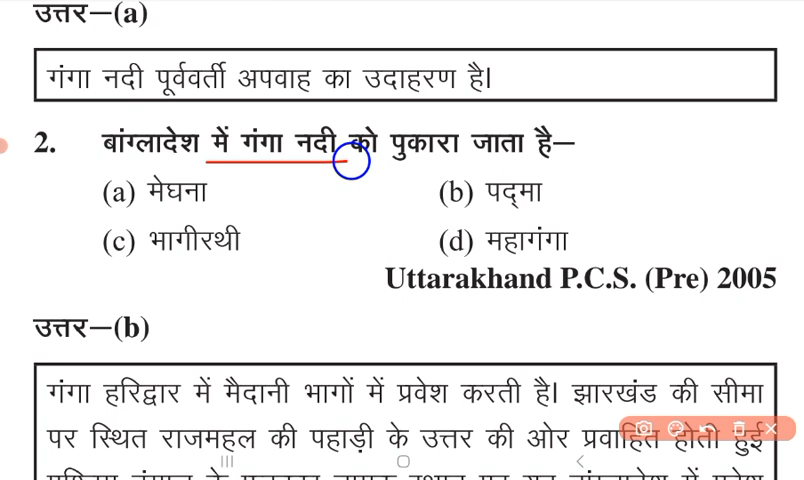 उत्तर—(a)
गंगा नदी पूर्ववर्ती अपवाह का उदाहरण है।
2. बांग्लादेश में गंगा नदी को पुकारा जाता है—
(a) मेघना (b) पद्मा
(c) भागीरथी (d) महागंगा
Uttarakhand P.C.S. (Pre) 2005
उत्तर—(b)
गंगा हरिद्वार में मैदानी भागों में प्रवेश करती है। झारखंड की सीमा
पर स्थित राजमहल की पहाड़ी के उत्तर की ओर प्रवाहित होती हुई